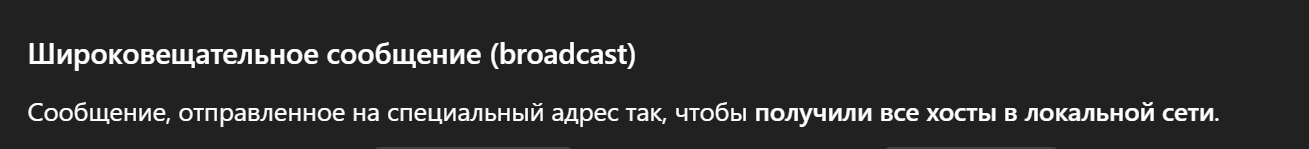 Широковещательное сообщение (broadcast)
Сообщение, отправленное на специальный адрес так, чтобы получили все хосты в локальной сети.